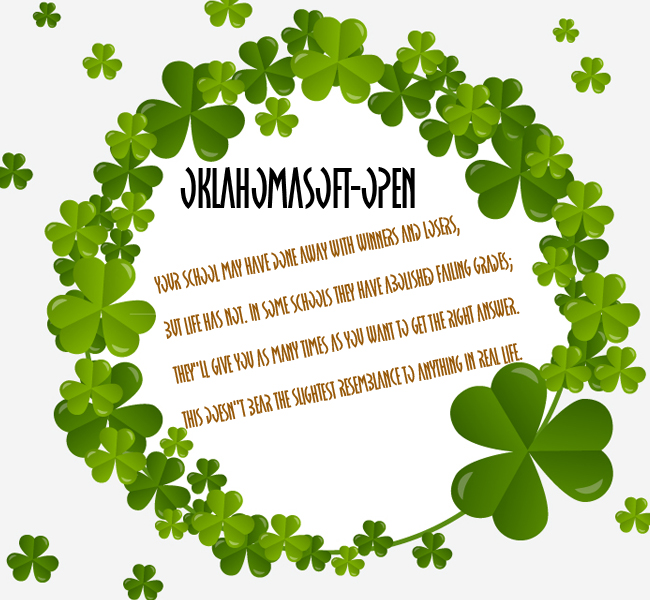 OKLAHOMASOFT-OPEN
YOUR SCHOOL MAY HAVE DONE AWAY WITH WINNERS AND LOSERS,
BUT LIFE HAS NOT. IN SOME SCHOOLS THEY HAVE ABOLISHED FAILING GRADES;
THEY"LL GIVE YOU AS MANY TIMES AS YOU WANT TO GET THE RIGHT ANSWER.
THIS DOESN"T BEAR THE SLIGHTEST RESEMBLANCE TO ANYTHING IN REAL LIFE.